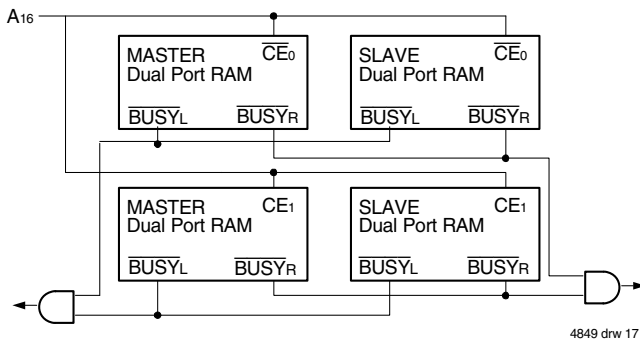 A16
MASTER CE0
Dual Port RAM
BUSYL BUSYR
SLAVE CE0
Dual Port RAM
BUSYL BUSYR
MASTER CE1
Dual Port RAM
BUSYL BUSYR
SLAVE CE1
Dual Port RAM
BUSYL BUSYR
4849 drw 17